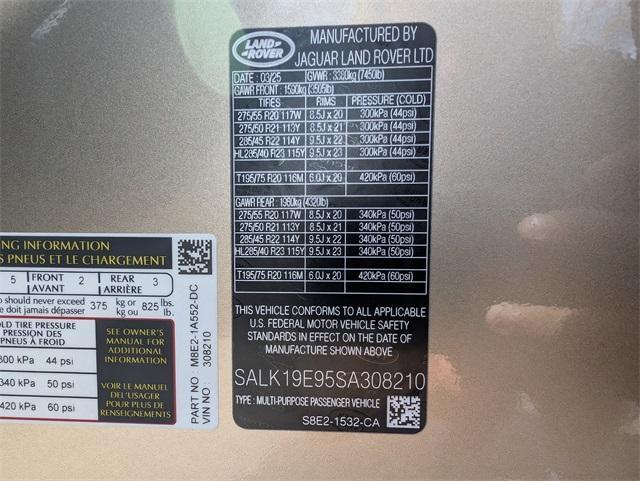 LAND
ROVER
MANUFACTURED BY
JAGUAR LAND ROVER LTD
DATE : 03/25 GVWR : 3380kg (7450lb)
GAWR FRONT : 1590kg (3505lb)
TIRES RIMS PRESSURE (COLD)
275/55 R20 117W 8.5J x 20 300kPa (44psi)
275/50 R21 113Y 8.5J x 21 300kPa (44psi)
285/45 R22 114Y 9.5J x 22 300kPa (44psi)
HL285/40 R23 115Y 9.5J x 23 300kPa (44psi)
T195/75 R20 116M 6.0J x 20 420kPa (60psi)
GAWR REAR : 1960kg (4320lb)
275/55 R20 117W 8.5J x 20 340kPa (50psi)
275/50 R21 113Y 8.5J x 21 340kPa (50psi)
285/45 R22 114Y 9.5J x 22 340kPa (50psi)
HL285/40 R23 115Y 9.5J x 23 340kPa (50psi)
T195/75 R20 116M 6.0J x 20 420kPa (60psi)
THIS VEHICLE CONFORMS TO ALL APPLICABLE
U.S. FEDERAL MOTOR VEHICLE SAFETY
STANDARDS IN EFFECT ON THE DATE OF
MANUFACTURE SHOWN ABOVE
SALK19E95SA308210
TYPE : MULTI-PURPOSE PASSENGER VEHICLE
S8E2-1532-CA
NG INFORMATION
S PNEUS ET LE CHARGEMENT
5 FRONT 2 REAR 3
AVANT ARRIÈRE
o should never exceed 375 kg or 825 lbs.
e doit jamais dépasser kg ou lb.
LD TIRE PRESSURE
PRESSION DES
PNEUS À FROID
300 kPa 44 psi
340 kPa 50 psi
420 kPa 60 psi
SEE OWNER'S
MANUAL FOR
ADDITIONAL
INFORMATION
VOIR LE MANUEL
DE L'USAGER
POUR PLUS DE
RENSEIGNEMENTS
PART NO M8E2-1A552-DC
VIN NO : 308210